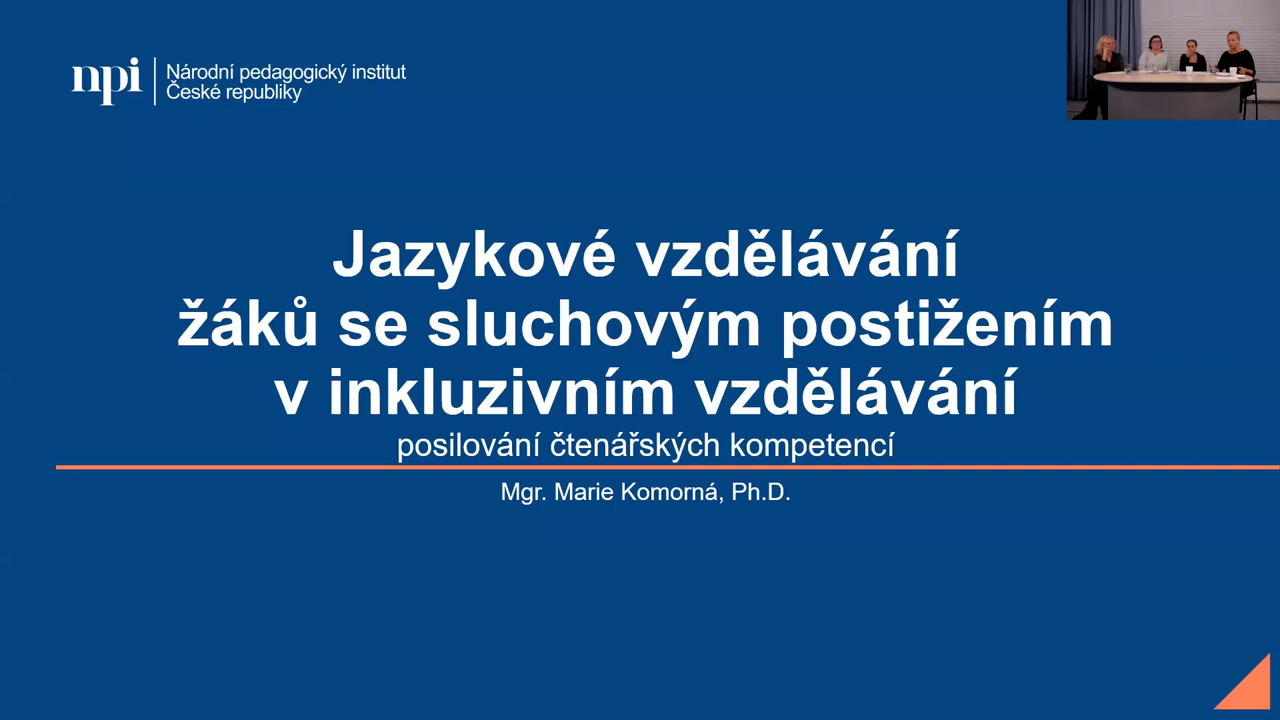 npi
Národní pedagogický institut
České republiky
Jazykové vzdělávání
žáků se sluchovým postižením
v inkluzivním vzdělávání
posilování čtenářských kompetencí
Mgr. Marie Komorná, Ph.D.